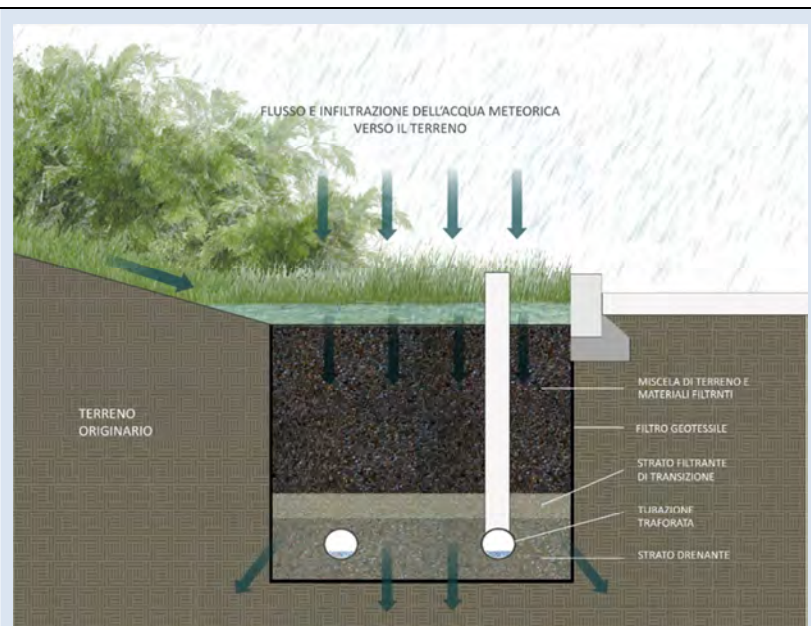 FLUSSO E INFILTRAZIONE DELL'ACQUA METEORICA
VERSO IL TERRENO
TERRENO
ORIGINARIO
MISCELA DI TERRENO E
MATERIALI FILTRNTI
FILTRO GEOTESSILE
STRATO FILTRANTE
DI TRANSIZIONE
TUBAZIONE
TRAFORATA
STRATO DRENANTE